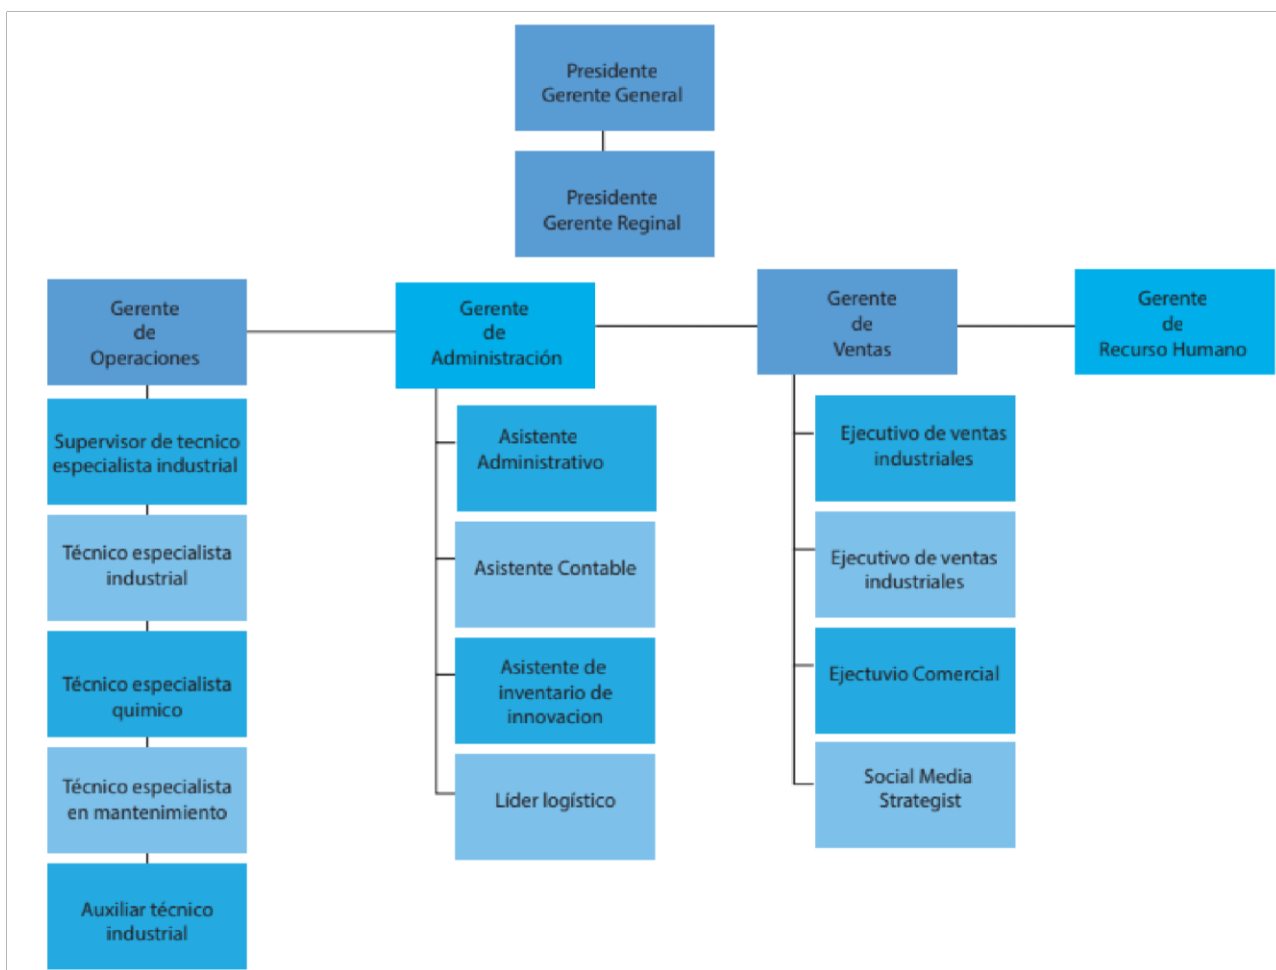 Presidente
Gerente General
Presidente
Gerente Reginal
Gerente
de
Operaciones
Gerente
de
Administración
Gerente
de
Ventas
Gerente
de
Recurso Humano
Supervisor de tecnico
especialista industrial
Técnico especialista
industrial
Técnico especialista
quimico
Técnico especialista
en mantenimiento
Auxiliar técnico
industrial
Asistente
Administrativo
Asistente Contable
Asistente de
inventario de
innovacion
Líder logístico
Ejecutivo de ventas
industriales
Ejecutivo de ventas
industriales
Ejectuvio Comercial
Social Media
Strategist